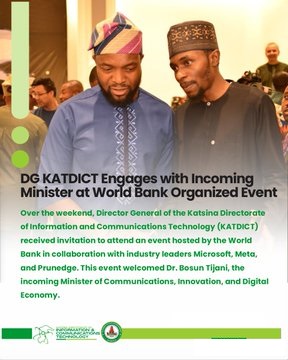 DG KATDICT Engages with Incoming
Minister at World Bank Organized Event
Over the weekend, Director General of the Katsina Directorate
of Information and Communications Technology (KATDICT)
received invitation to attend an event hosted by the World
Bank in collaboration with industry leaders Microsoft, Meta,
and Prunedge. This event welcomed Dr. Bosun Tijani, the
incoming Minister of Communications, Innovation, and Digital
Economy.
INFORMATION &
COMMUNICATIONS
TECHNOLOGY